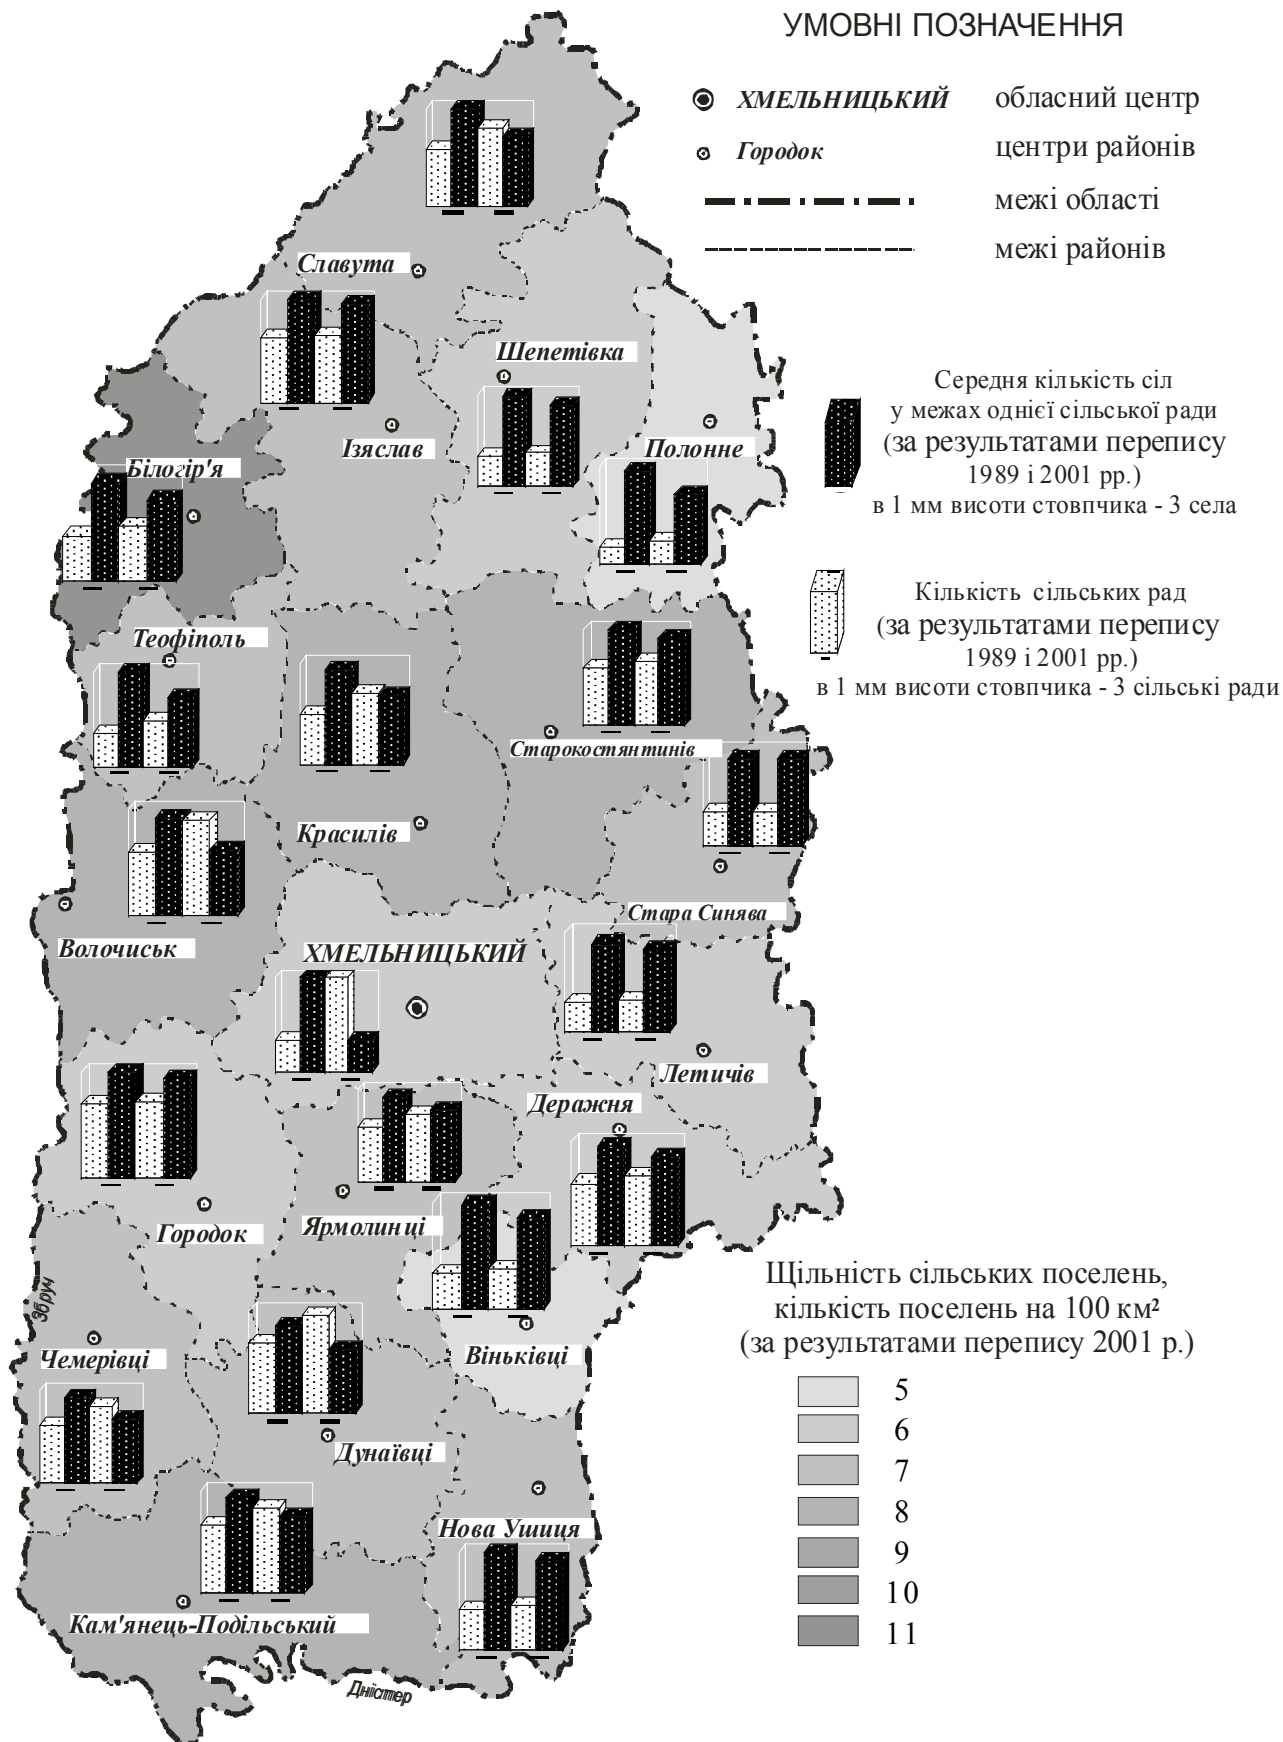 УМОВНІ ПОЗНАЧЕННЯ
ХМЕЛЬНИЦЬКИЙ обласний центр
Городок центри районів
межі області
межі районів
Славута
Шепетівка
Ізяслав
Полонне
Білогір'я
Середня кількість сіл
у межах однієї сільської ради
(за результатами перепису
1989 і 2001 рр.)
в 1 мм висоти стовпчика - 3 села
Кількість сільських рад
(за результатами перепису
1989 і 2001 рр.)
в 1 мм висоти стовпчика - 3 сільські ради
Теофіполь
Старокостянтинів
Красилів
Стара Синява
Волочиськ
ХМЕЛЬНИЦЬКИЙ
Летичів
Деражня
Городок
Ярмолинці
Збруч
Чемерівці
Віньківці
Дунаївці
Нова Ушиця
Кам'янець-Подільський
Дністер
Щільність сільських поселень,
кількість поселень на 100 км²
(за результатами перепису 2001 р.)
5
6
7
8
9
10
11